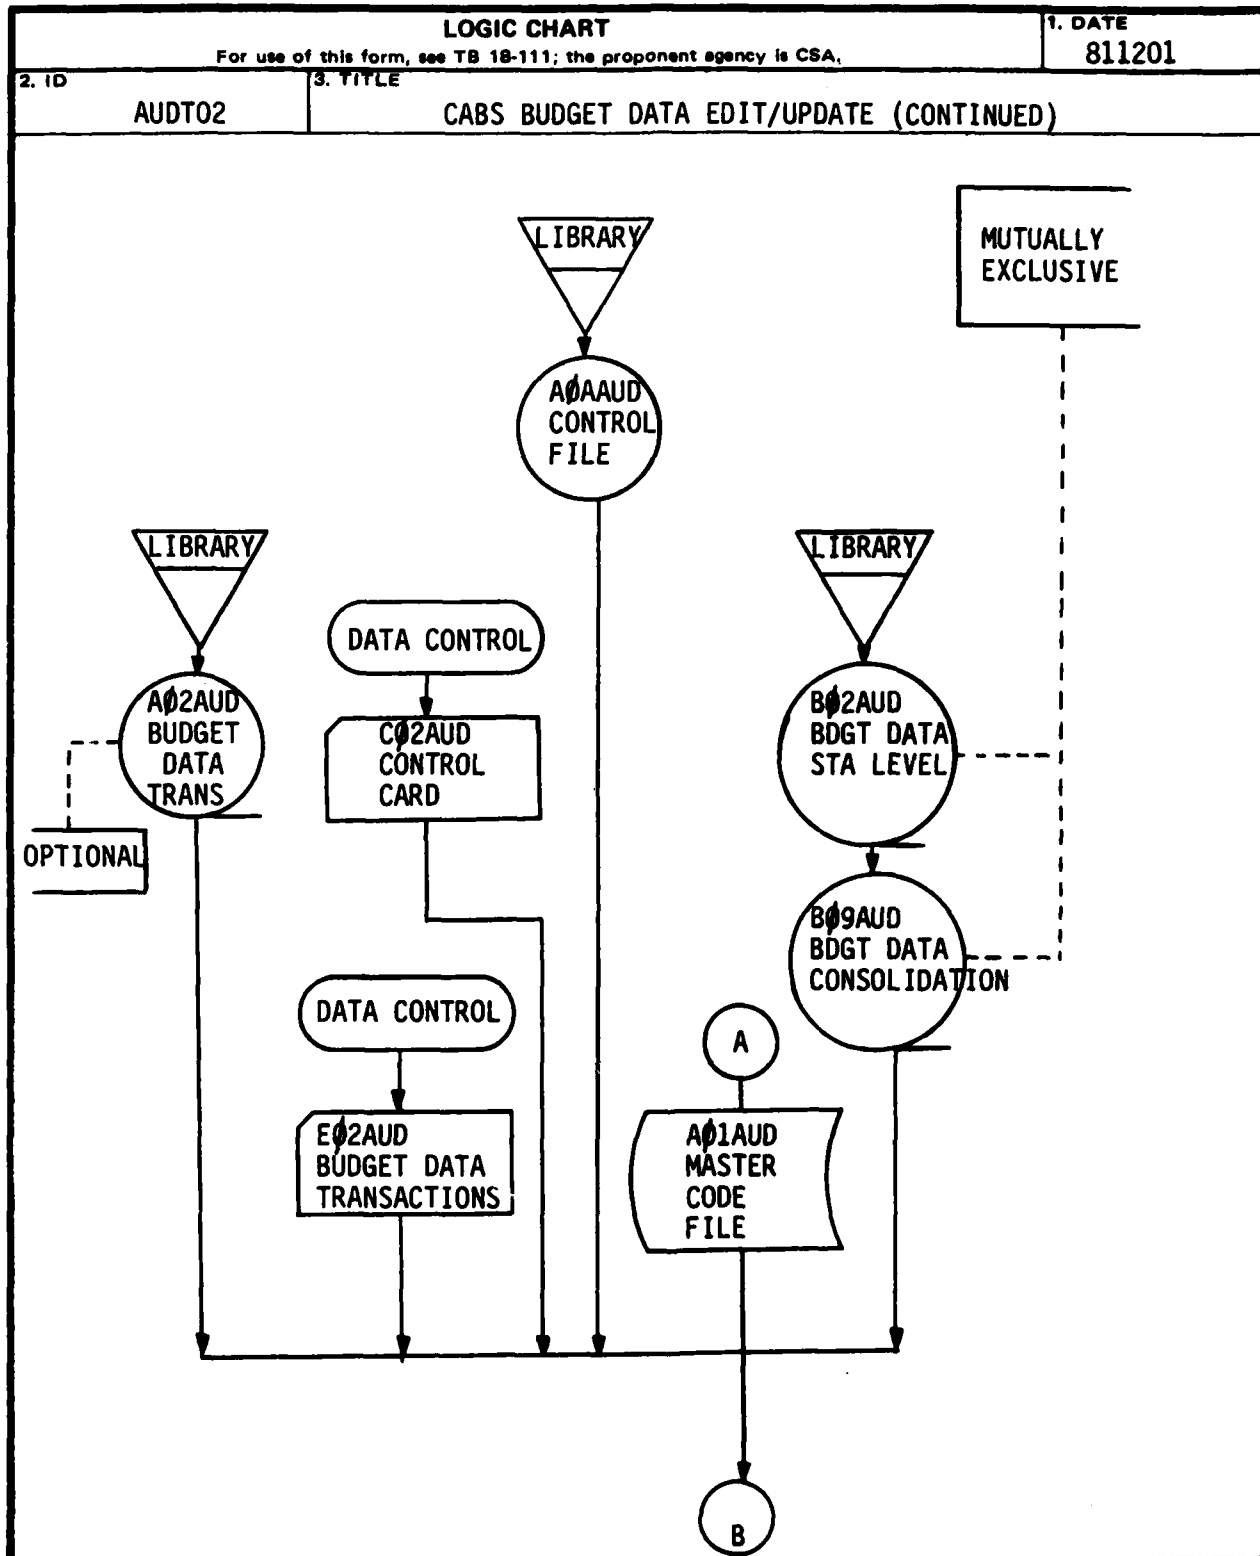 LOGIC CHART
For use of this form, see TB 18-111; the proponent agency is CSA.
1. DATE
811201
2. ID
AUDT02
3. TITLE
CABS BUDGET DATA EDIT/UPDATE (CONTINUED)
LIBRARY
MUTUALLY
EXCLUSIVE
AØAAUD
CONTROL
FILE
LIBRARY
LIBRARY
DATA CONTROL
AØ2AUD
BUDGET
DATA
TRANS
CØ2AUD
CONTROL
CARD
BØ2AUD
BDGT DATA
STA LEVEL
OPTIONAL
BØ9AUD
BDGT DATA
CONSOLIDATION
DATA CONTROL
A
EØ2AUD
BUDGET DATA
TRANSACTIONS
AØ1AUD
MASTER
CODE
FILE
B